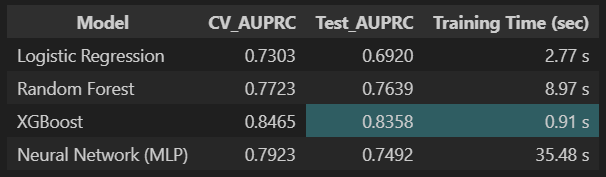 Model CV_AUPRC Test_AUPRC Training Time (sec)
Logistic Regression 0.7303 0.6920 2.77 s
Random Forest 0.7723 0.7639 8.97 s
XGBoost 0.8465 0.8358 0.91 s
Neural Network (MLP) 0.7923 0.7492 35.48 s